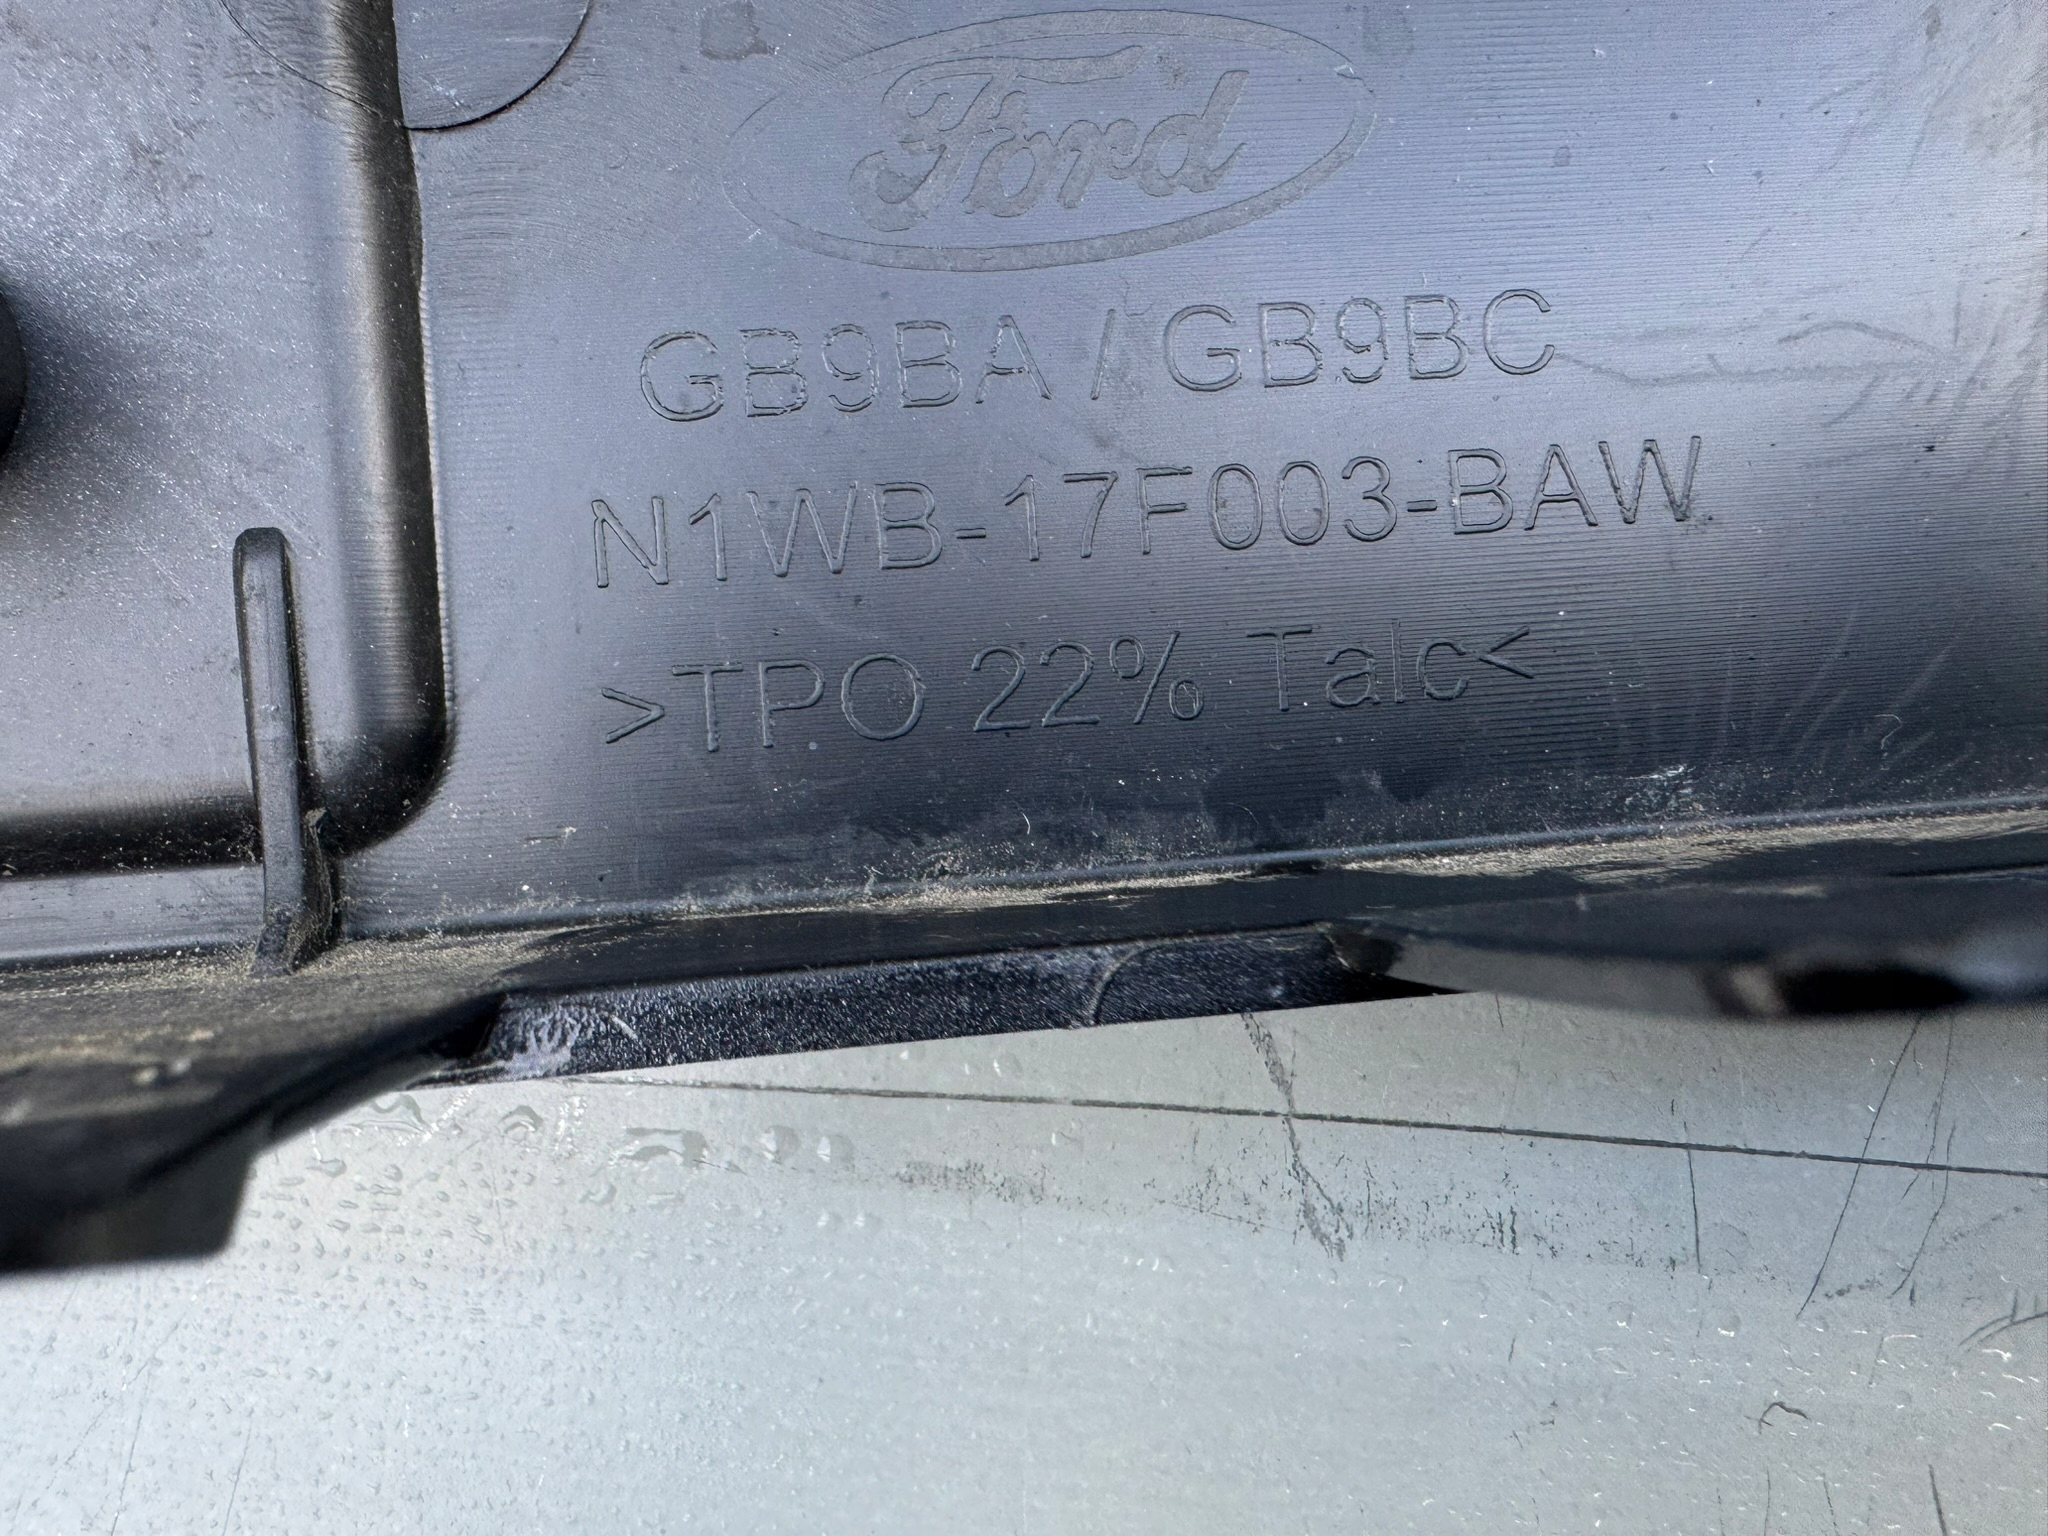 Ford
GB9BA / GB9BC
N1WB-17F003-BAW
>TPO 22% Talc<